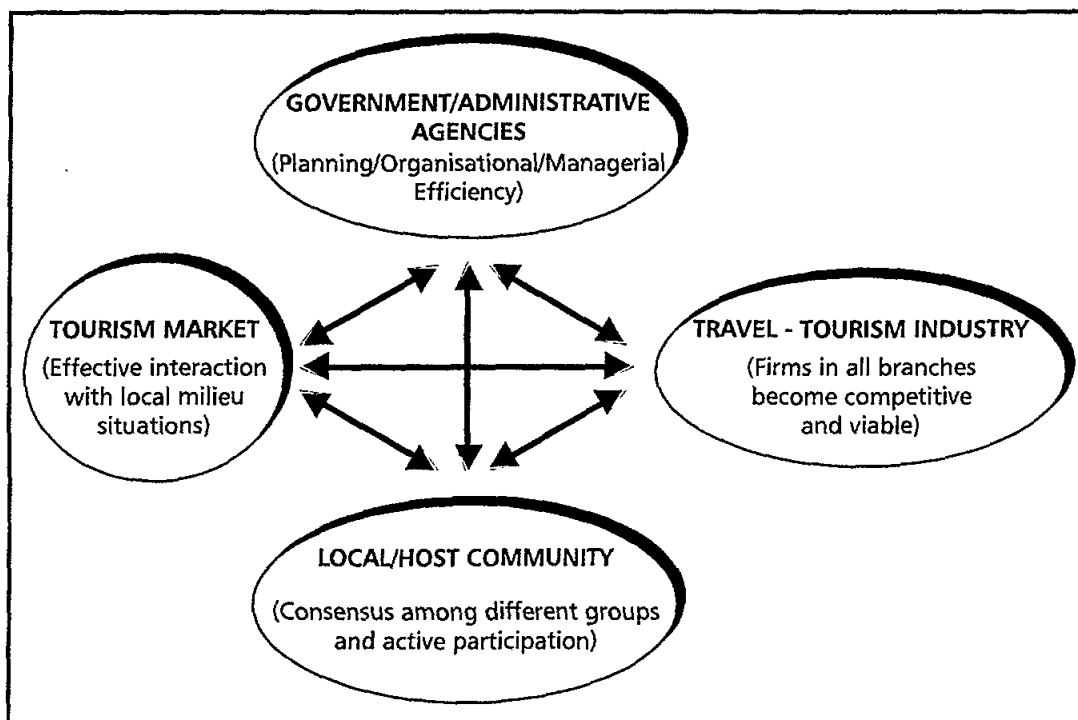 GOVERNMENT/ADMINISTRATIVE
AGENCIES
(Planning/Organisational/Managerial
Efficiency)
TOURISM MARKET
(Effective interaction
with local milieu
situations)
TRAVEL - TOURISM INDUSTRY
(Firms in all branches
become competitive
and viable)
LOCAL/HOST COMMUNITY
(Consensus among different groups
and active participation)